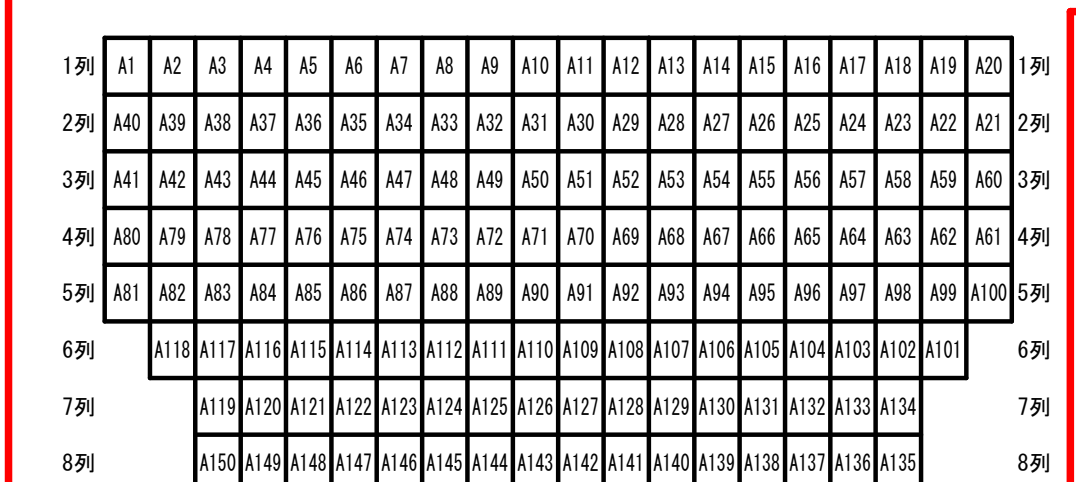 1列 A1 A2 A3 A4 A5 A6 A7 A8 A9 A10 A11 A12 A13 A14 A15 A16 A17 A18 A19 A20 1列
2列 A40 A39 A38 A37 A36 A35 A34 A33 A32 A31 A30 A29 A28 A27 A26 A25 A24 A23 A22 A21 2列
3列 A41 A42 A43 A44 A45 A46 A47 A48 A49 A50 A51 A52 A53 A54 A55 A56 A57 A58 A59 A60 3列
4列 A80 A79 A78 A77 A76 A75 A74 A73 A72 A71 A70 A69 A68 A67 A66 A65 A64 A63 A62 A61 4列
5列 A81 A82 A83 A84 A85 A86 A87 A88 A89 A90 A91 A92 A93 A94 A95 A96 A97 A98 A99 A100 5列
6列 A118 A117 A116 A115 A114 A113 A112 A111 A110 A109 A108 A107 A106 A105 A104 A103 A102 A101 6列
7列 A119 A120 A121 A122 A123 A124 A125 A126 A127 A128 A129 A130 A131 A132 A133 A134 7列
8列 A150 A149 A148 A147 A146 A145 A144 A143 A142 A141 A140 A139 A138 A137 A136 A135 8列